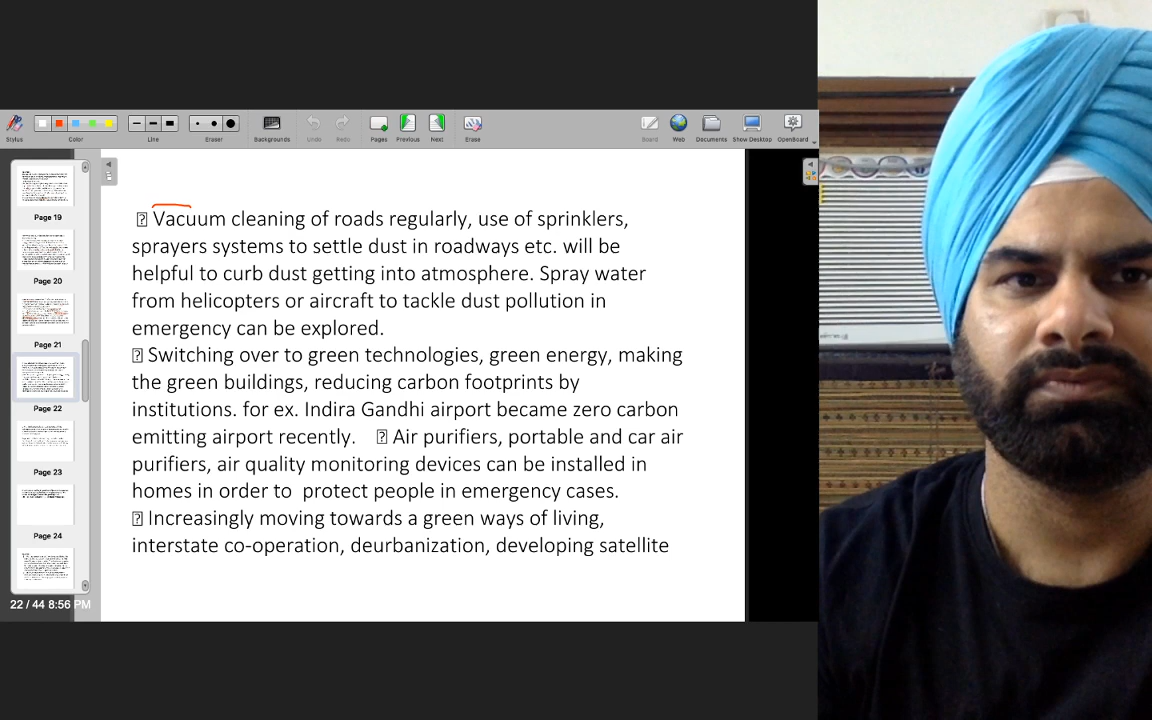 Stylus
Color
Line
Eraser
Backgrounds
Undo
Redo
Pages
Previous
Next
Erase
Board
Web
Documents
Show Desktop
OpenBoard
Page 19
Page 20
Page 21
Page 22
Page 23
Page 24
22 / 44 8:56 PM
Vacuum cleaning of roads regularly, use of sprinklers,
sprayers systems to settle dust in roadways etc. will be
helpful to curb dust getting into atmosphere. Spray water
from helicopters or aircraft to tackle dust pollution in
emergency can be explored.
Switching over to green technologies, green energy, making
the green buildings, reducing carbon footprints by
institutions. for ex. Indira Gandhi airport became zero carbon
emitting airport recently. Air purifiers, portable and car air
purifiers, air quality monitoring devices can be installed in
homes in order to protect people in emergency cases.
Increasingly moving towards a green ways of living,
interstate co-operation, deurbanization, developing satellite